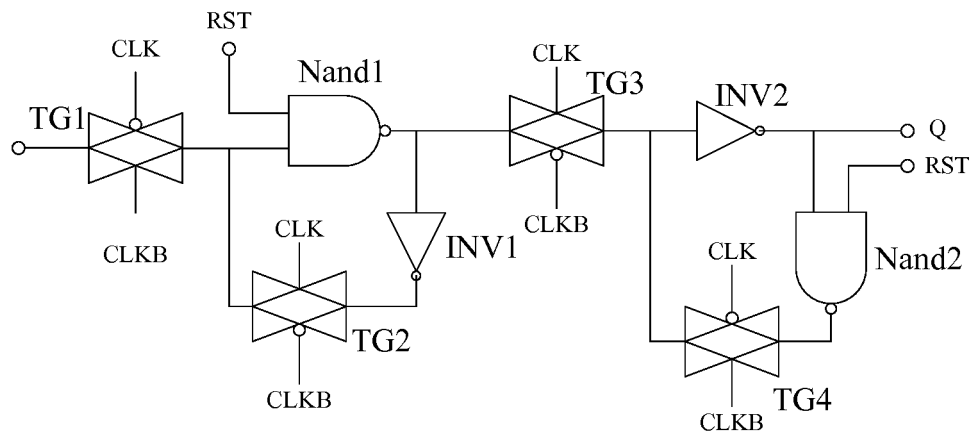 RST
CLK
Nand1
CLK
TG3
INV2
TG1
Q
RST
CLKB
CLK
INV1
CLKB
Nand2
CLK
TG2
CLKB
TG4
CLKB